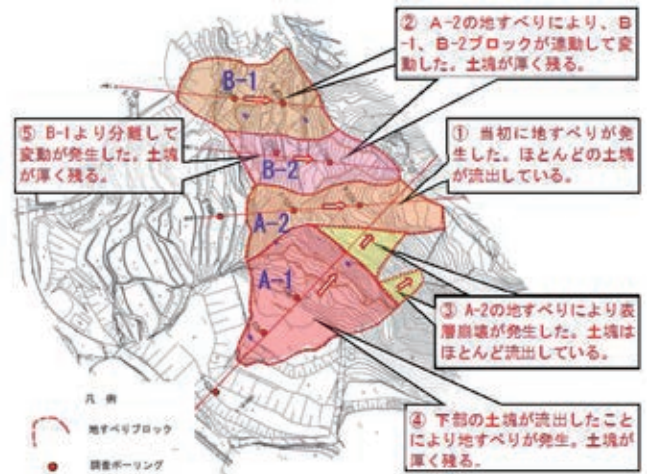 ② A-2の地すべりにより、B
-1、B-2ブロックが連動して変
動した。土塊が厚く残る。
B-1
⑤ B-1より分離して
変動が発生した。土塊
が厚く残る。
① 当初に地すべりが発
生した。ほとんどの土塊
が流出している。
B-2
A-2
A-1
③ A-2の地すべりにより表
層崩壊が発生した。土塊は
ほとんど流出している。
④ 下部の土塊が流出したこと
により地すべりが発生。土塊が
厚く残る。
凡 例
地すべりブロック
調査ボーリング